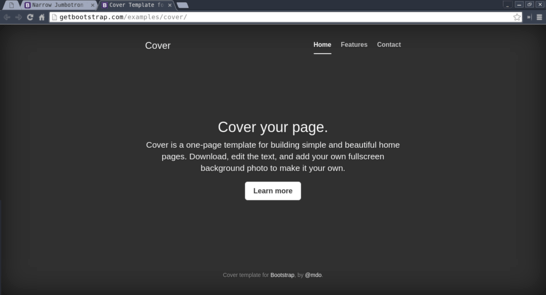 Narrow Jumbotron
Cover Template f
getbootstrap.com/examples/cover/
Cover
Home Features Contact
Cover your page.
Cover is a one-page template for building simple and beautiful home
pages. Download, edit the text, and add your own fullscreen
background photo to make it your own.
Learn more
Cover template for Bootstrap, by @mdo.